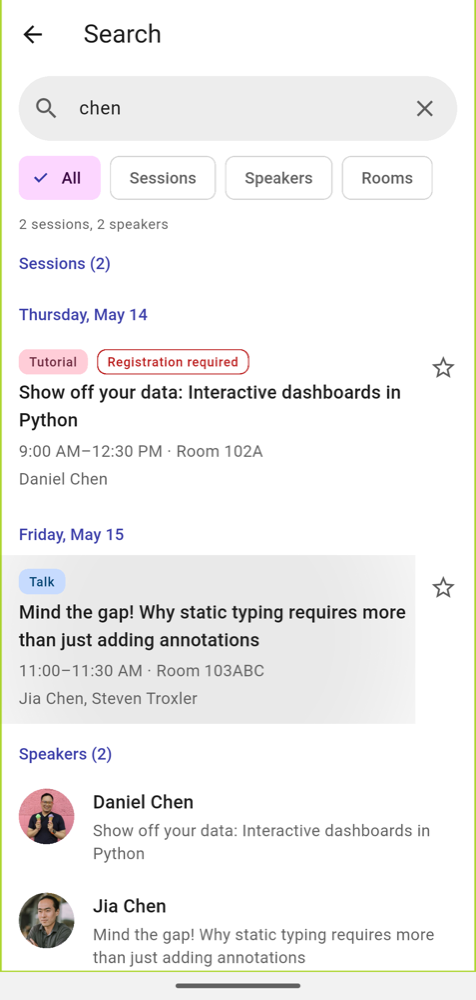 Search
chen
All
Sessions
Speakers
Rooms
2 sessions, 2 speakers
Sessions (2)
Thursday, May 14
Tutorial
Registration required
Show off your data: Interactive dashboards in
Python
9:00 AM–12:30 PM · Room 102A
Daniel Chen
Friday, May 15
Talk
Mind the gap! Why static typing requires more
than just adding annotations
11:00–11:30 AM · Room 103ABC
Jia Chen, Steven Troxler
Speakers (2)
Daniel Chen
Show off your data: Interactive dashboards in
Python
Jia Chen
Mind the gap! Why static typing requires more
than just adding annotations